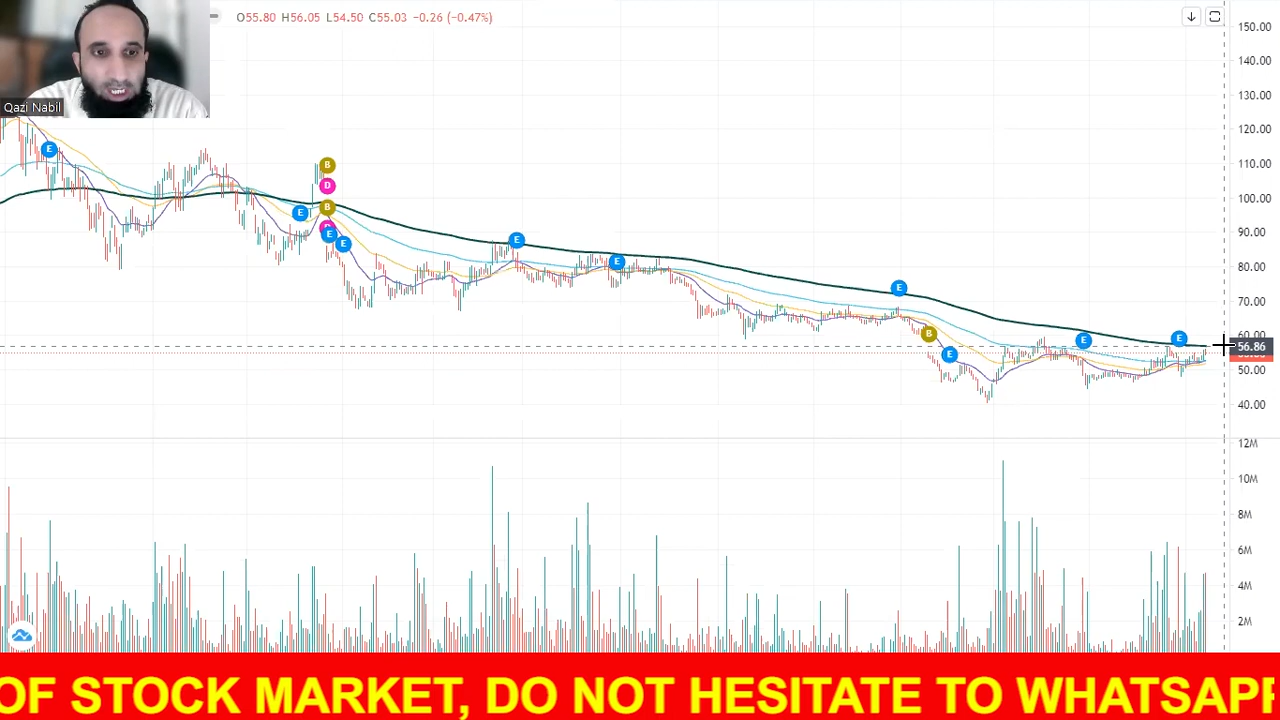 O55.80 H56.05 L54.50 C55.03 −0.26 (−0.47%)
Qazi Nabil
150.00
140.00
130.00
120.00
110.00
100.00
90.00
80.00
70.00
60.00
56.86
50.00
40.00
E
B
D
B
E
E
E
E
E
E
B
E
E
E
12M
10M
8M
6M
4M
2M
OF STOCK MARKET, DO NOT HESITATE TO WHATSAPP